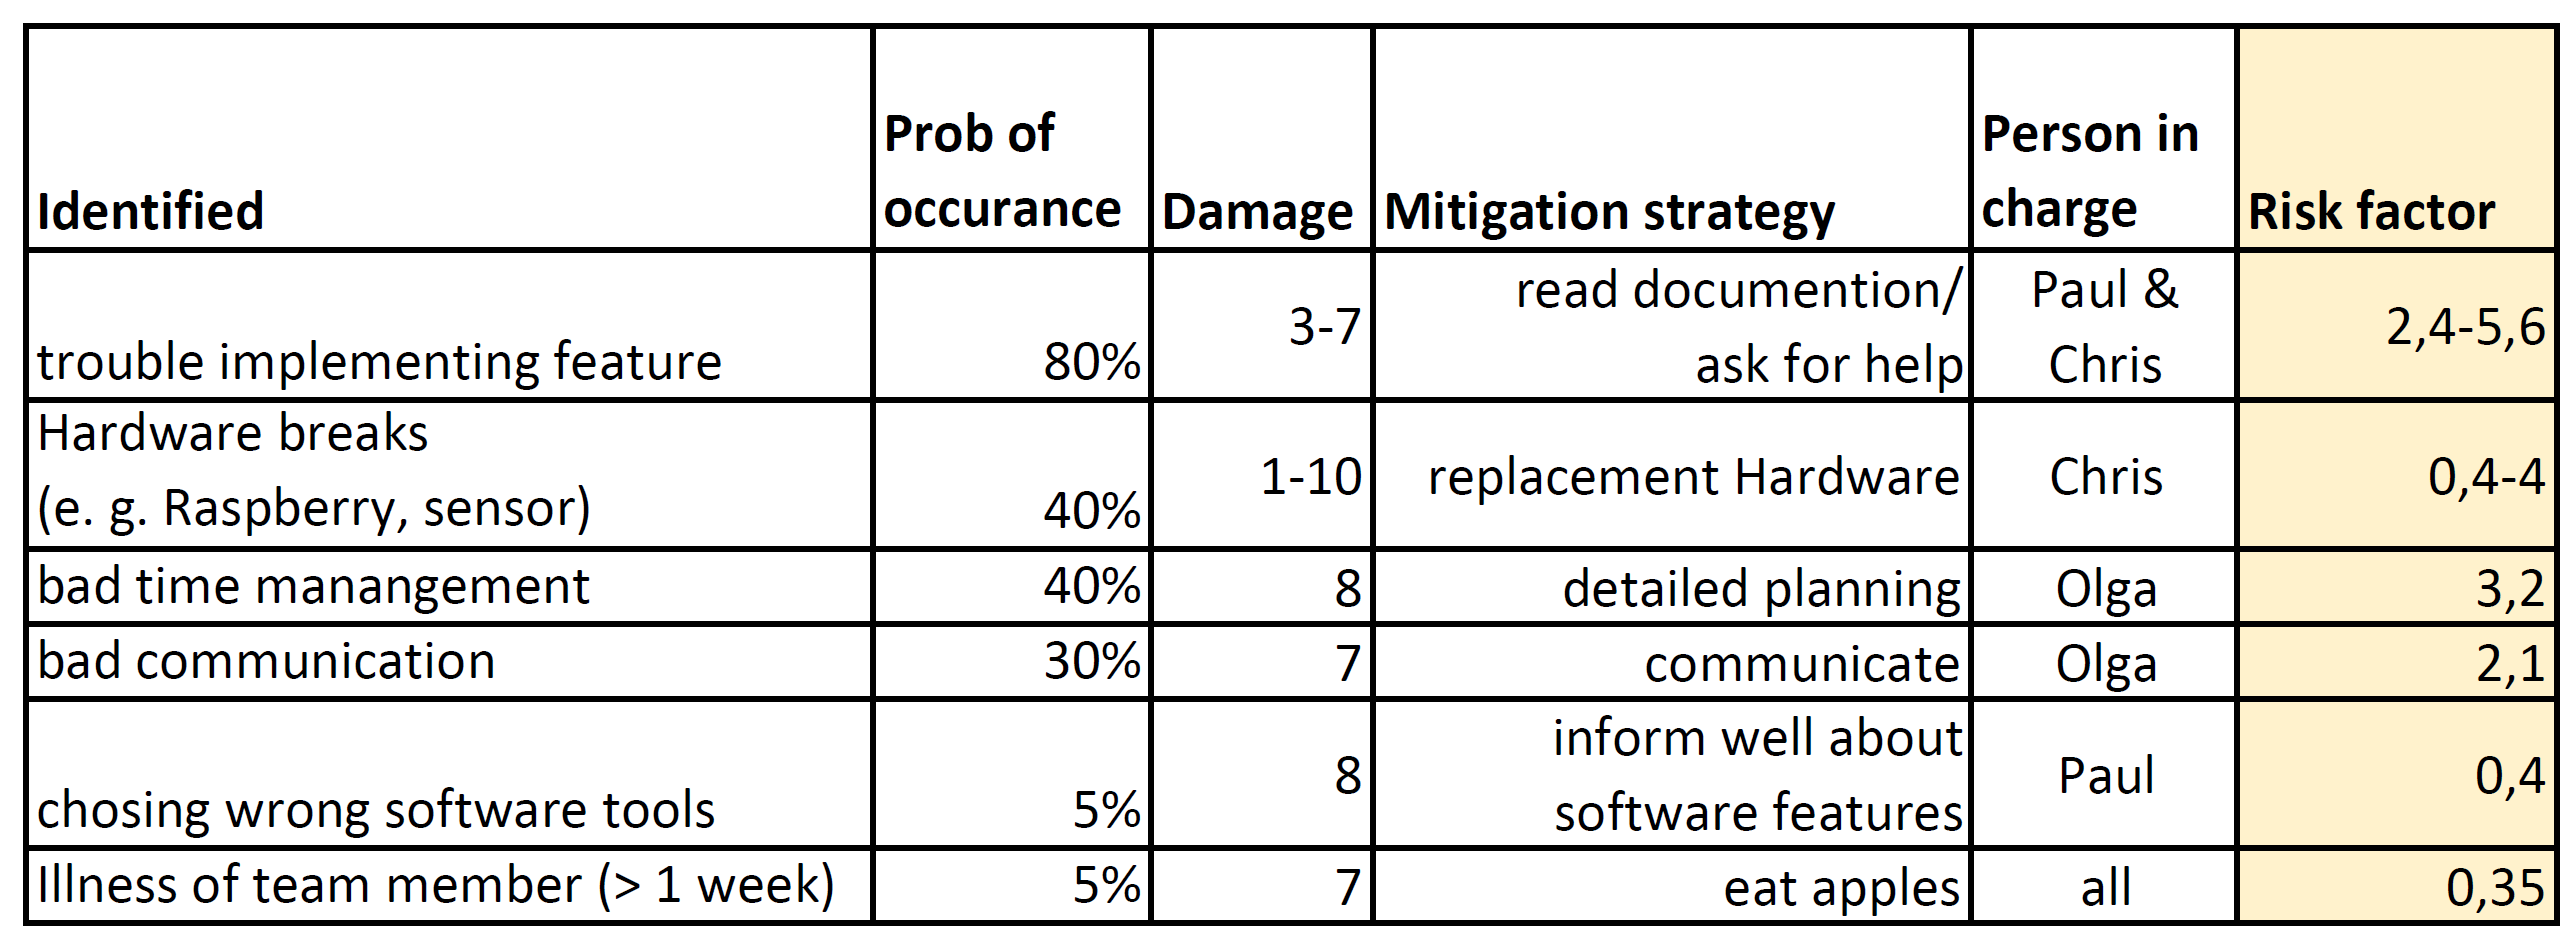 Identified Prob of occurance Damage Mitigation strategy Person in charge Risk factor
trouble implementing feature 80% 3-7 read documention/ ask for help Paul & Chris 2,4-5,6
Hardware breaks (e. g. Raspberry, sensor) 40% 1-10 replacement Hardware Chris 0,4-4
bad time manangement 40% 8 detailed planning Olga 3,2
bad communication 30% 7 communicate Olga 2,1
chosing wrong software tools 5% 8 inform well about software features Paul 0,4
Illness of team member (> 1 week) 5% 7 eat apples all 0,35